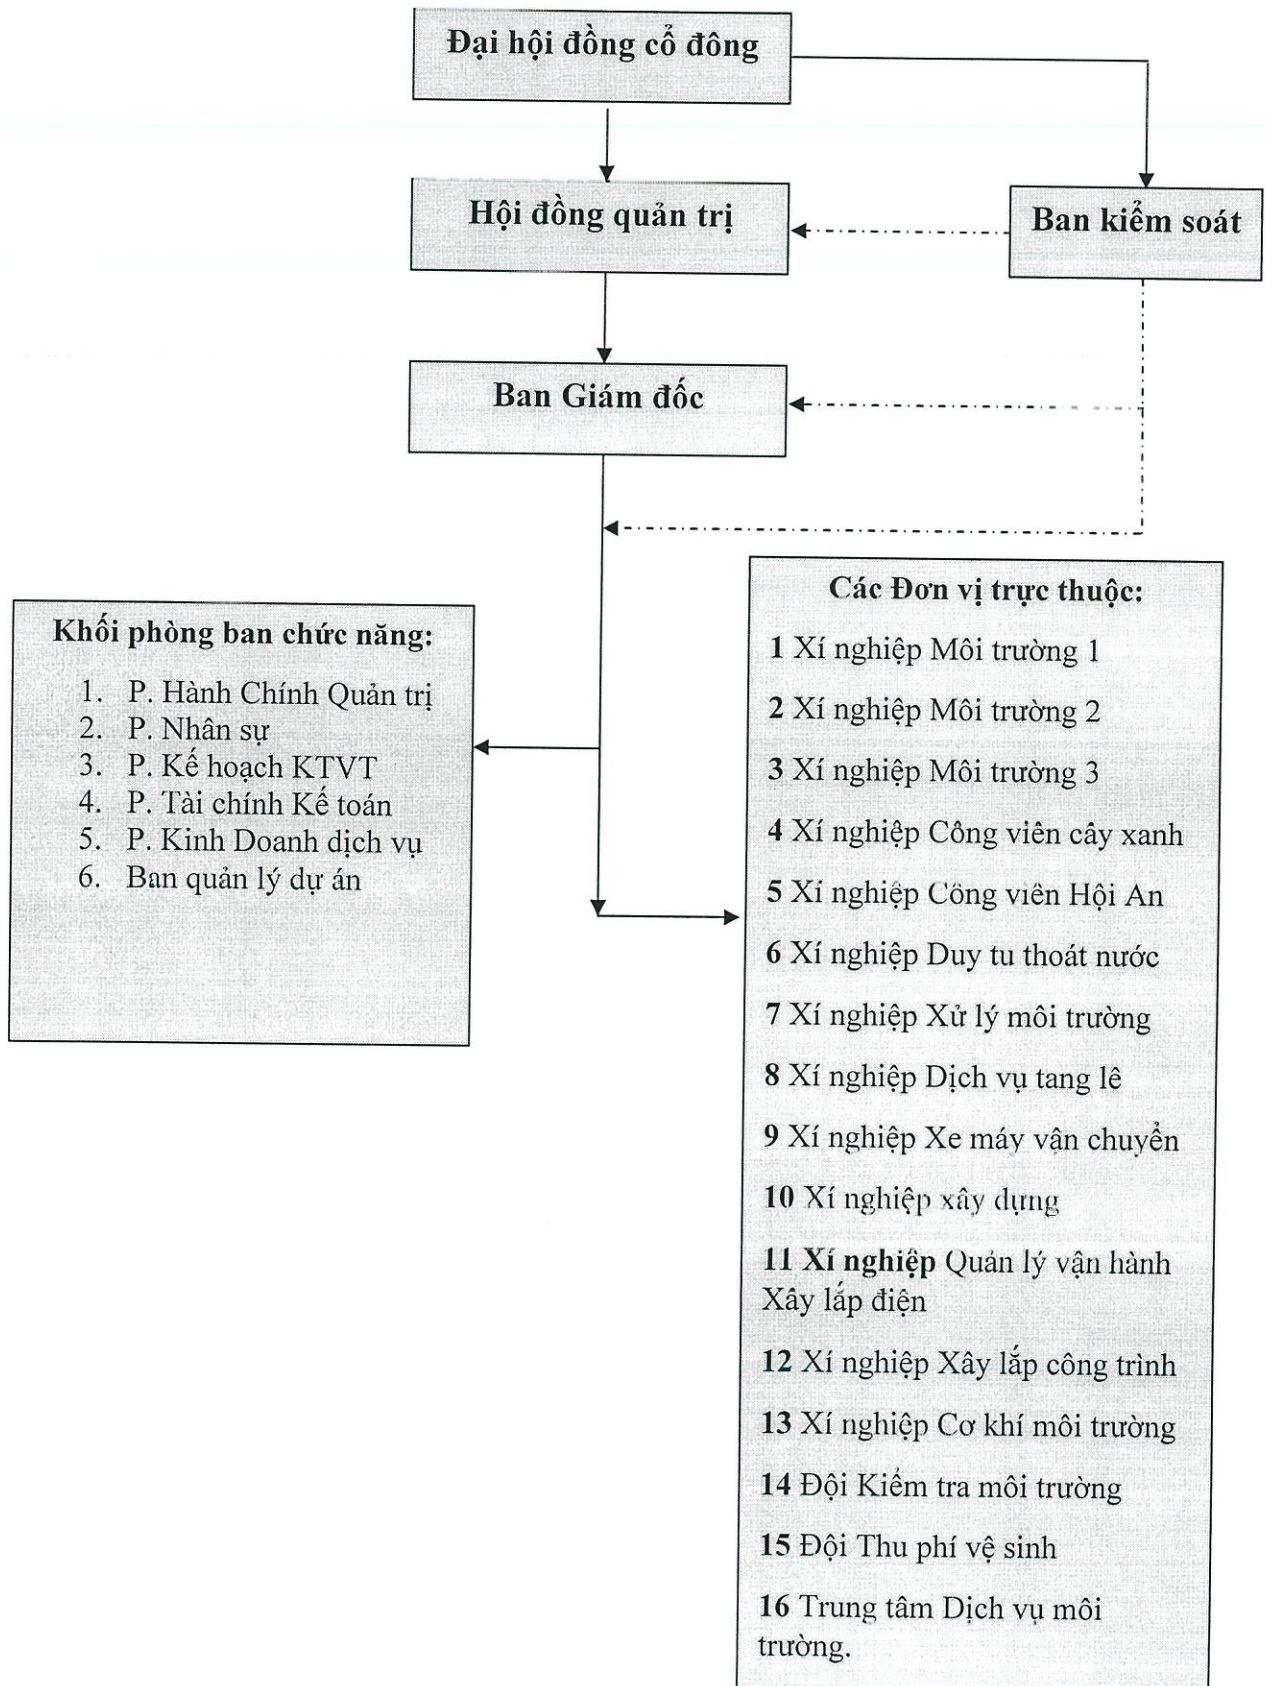 Đại hội đồng cổ đông
Hội đồng quản trị
Ban kiểm soát
Ban Giám đốc
Khối phòng ban chức năng:
1. P. Hành Chính Quản trị
2. P. Nhân sự
3. P. Kế hoạch KTVT
4. P. Tài chính Kế toán
5. P. Kinh Doanh dịch vụ
6. Ban quản lý dự án
Các Đơn vị trực thuộc:
1 Xí nghiệp Môi trường 1
2 Xí nghiệp Môi trường 2
3 Xí nghiệp Môi trường 3
4 Xí nghiệp Công viên cây xanh
5 Xí nghiệp Công viên Hội An
6 Xí nghiệp Duy tu thoát nước
7 Xí nghiệp Xử lý môi trường
8 Xí nghiệp Dịch vụ tang lê
9 Xí nghiệp Xe máy vận chuyển
10 Xí nghiệp xây dựng
11 Xí nghiệp Quản lý vận hành
Xây lắp điện
12 Xí nghiệp Xây lắp công trình
13 Xí nghiệp Cơ khí môi trường
14 Đội Kiểm tra môi trường
15 Đội Thu phí vệ sinh
16 Trung tâm Dịch vụ môi
trường.